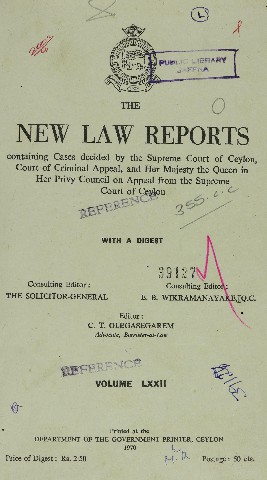 PUBLIC LIBRARY
JAFFNA
THE
NEW LAW REPORTS
containing Cases decided by the Supreme Court of Ceylon,
Court of Criminal Appeal, and Her Majesty the Queen in
Her Privy Council on Appeal from the Supreme
Court of Ceylon
REFERENCE
WITH A DIGEST
39127
Consulting Editor : Consulting Editor :
THE SOLICITOR-GENERAL E. B. WIKRAMANAYAKE, Q.C.
Editor :
C. T. OLEGASEGAREM
Advocate, Barrister-at-Law
REFERENCE
VOLUME LXXII
Printed at the
DEPARTMENT OF THE GOVERNMENT PRINTER, CEYLON
1970
Price of Digest : Rs. 2·50 Postage : 50 cts.